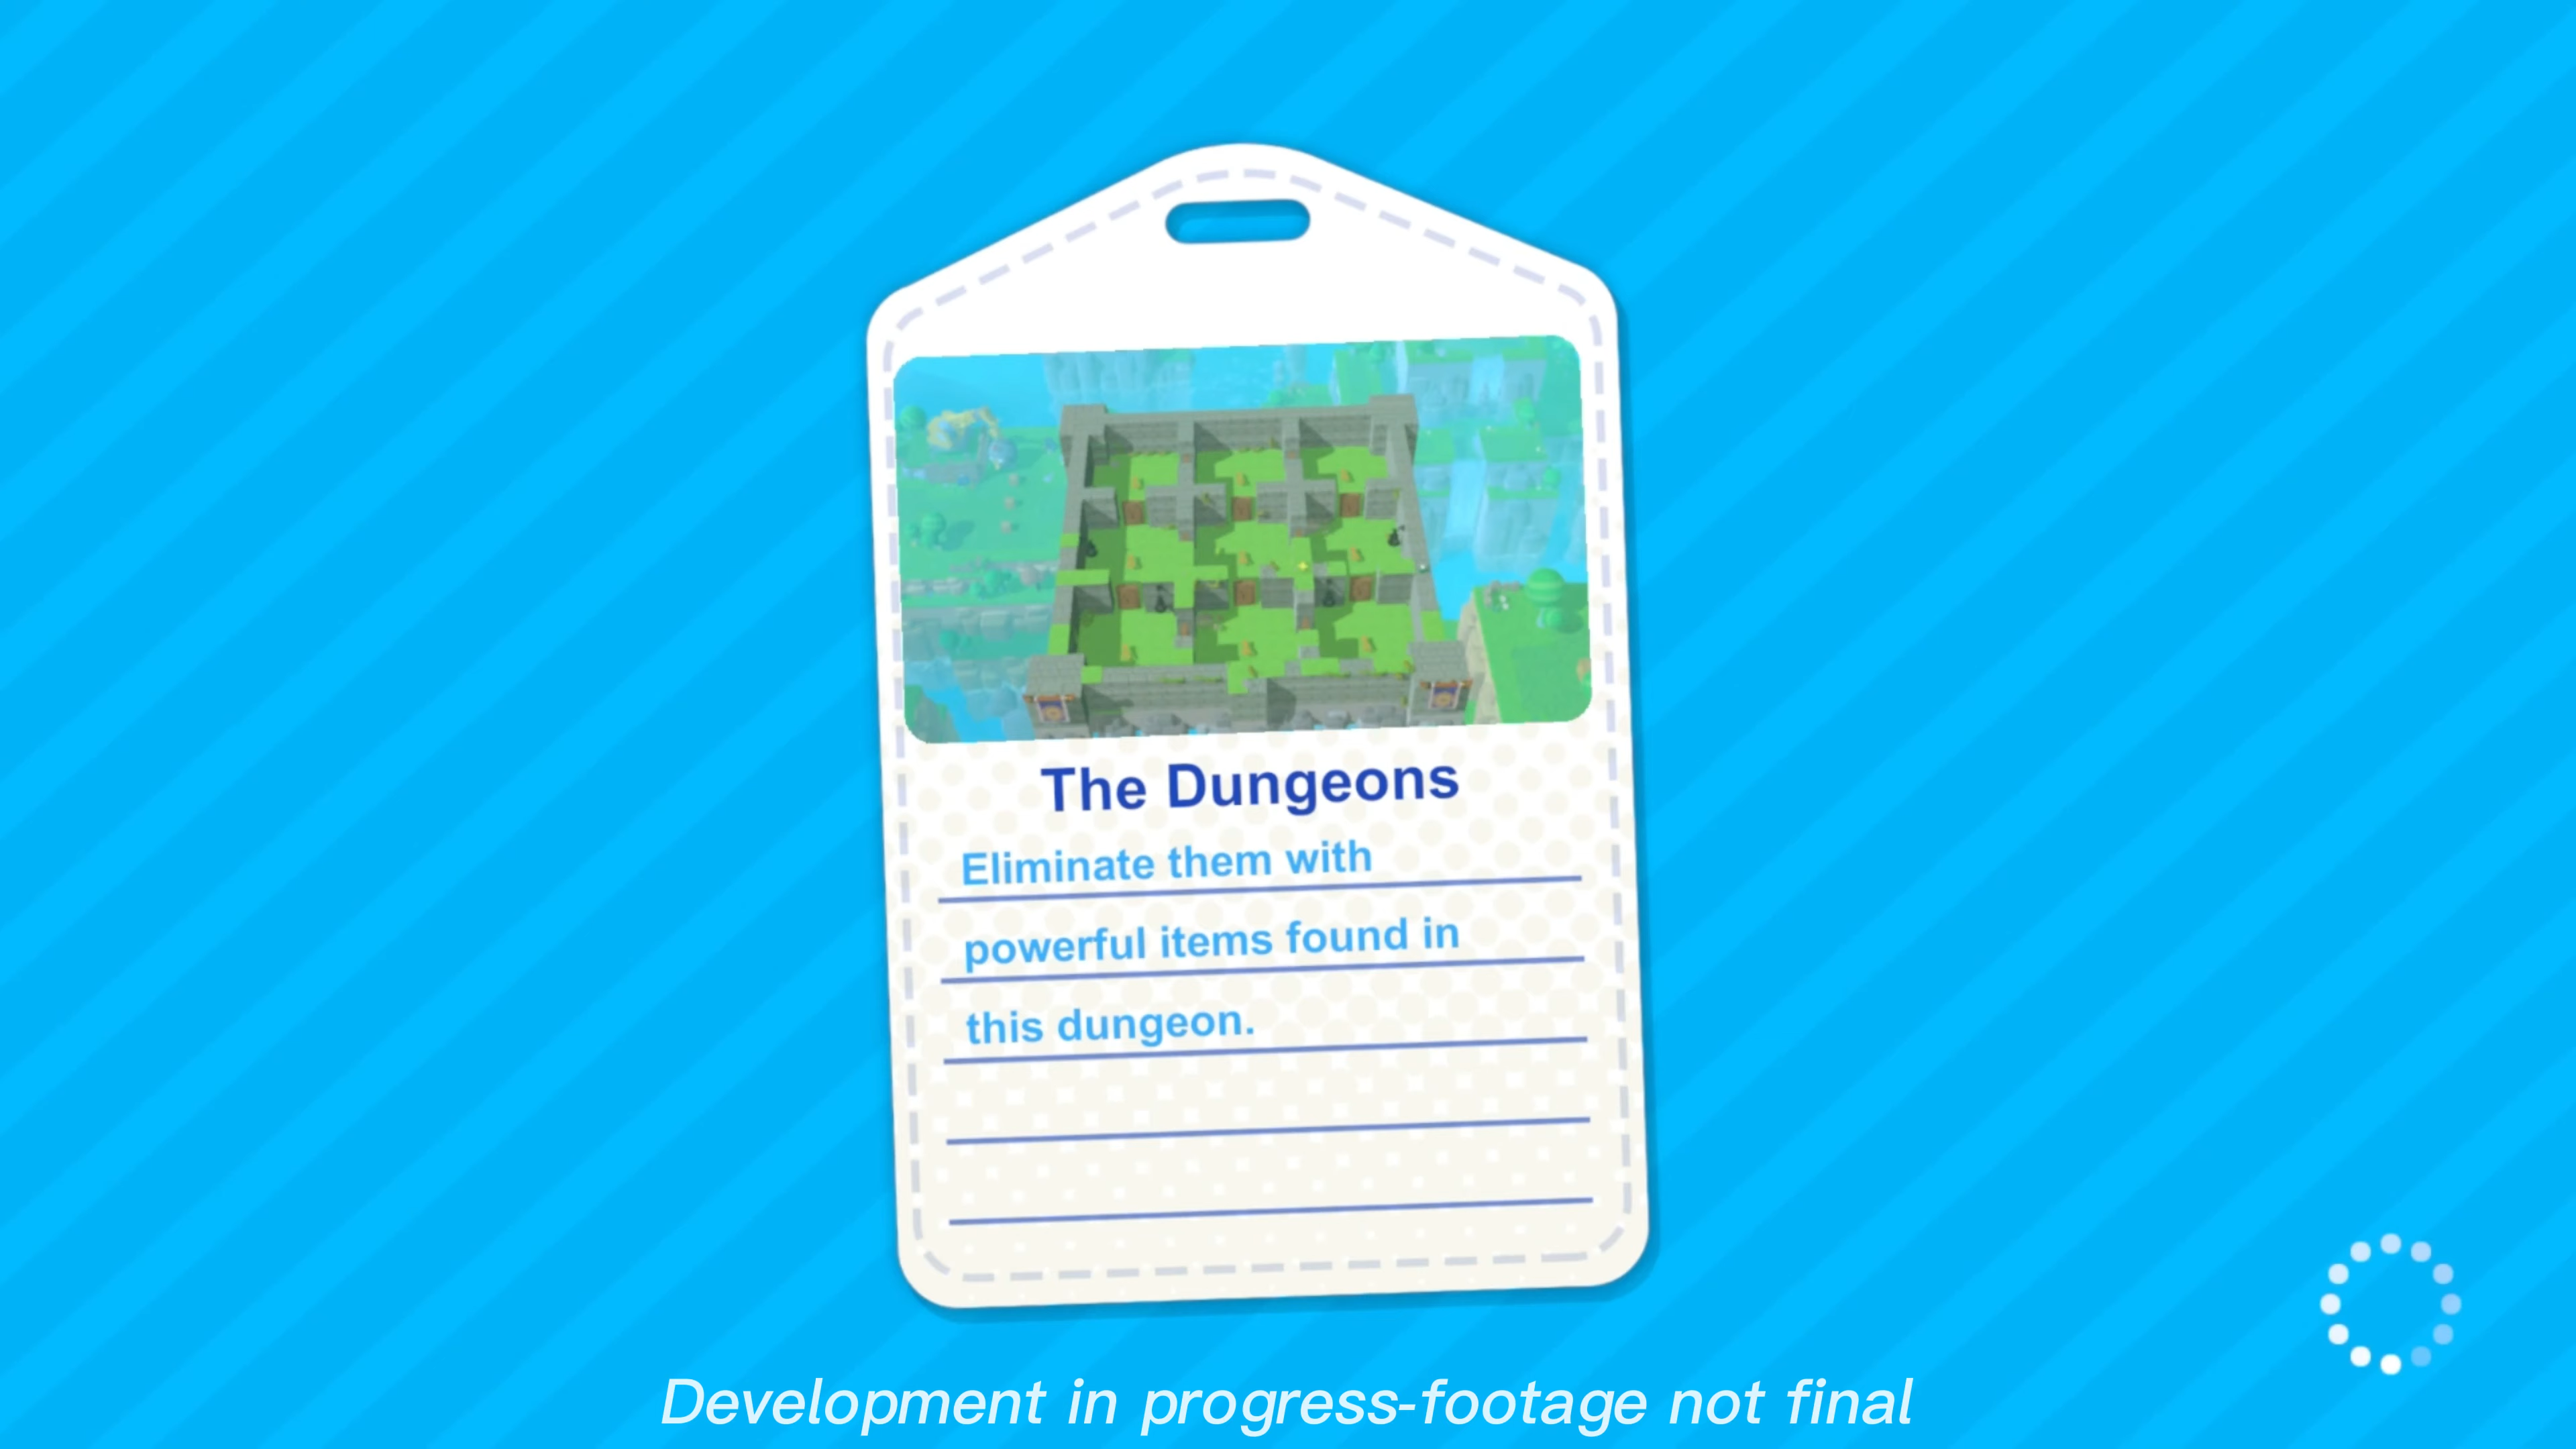 The Dungeons
Eliminate them with
powerful items found in
this dungeon.
Development in progress-footage not final